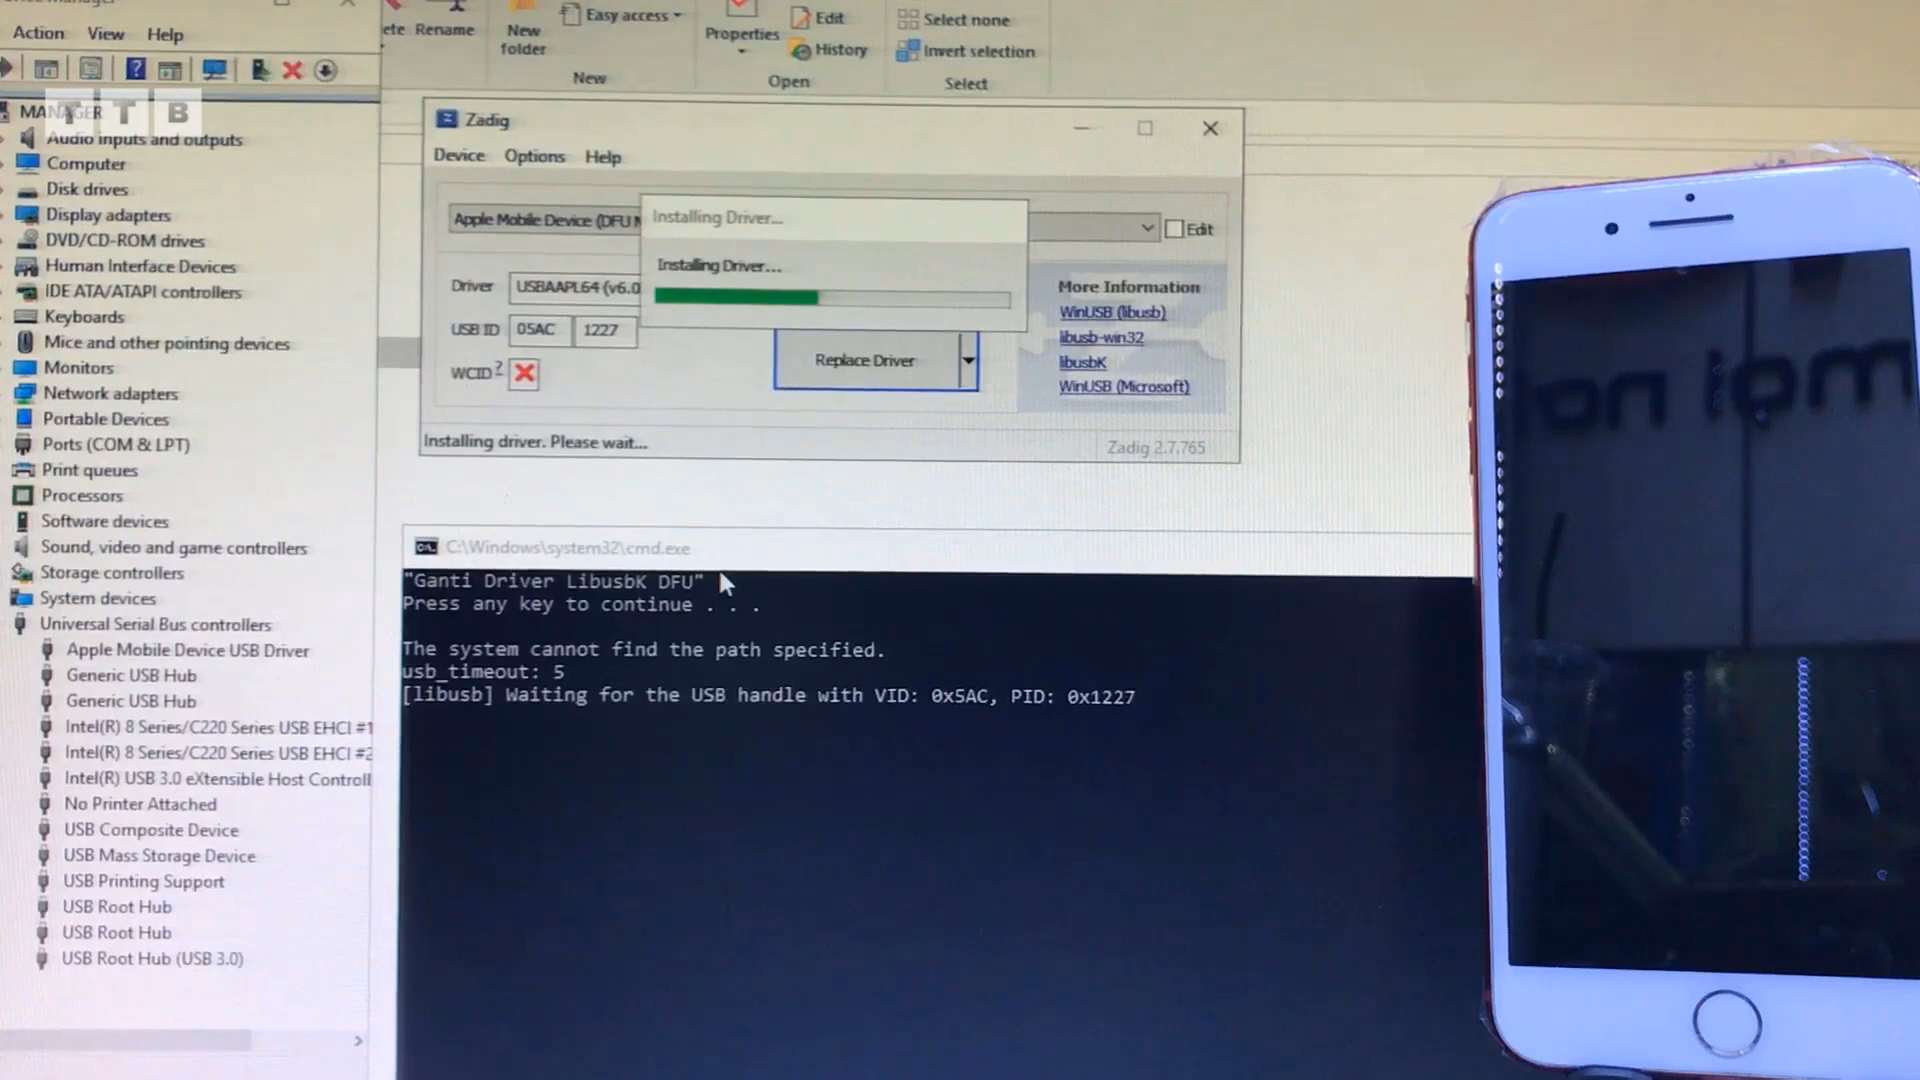 Action View Help
TTB
MANAGER
Audio inputs and outputs
Computer
Disk drives
Display adapters
DVD/CD-ROM drives
Human Interface Devices
IDE ATA/ATAPI controllers
Keyboards
Mice and other pointing devices
Monitors
Network adapters
Portable Devices
Ports (COM & LPT)
Print queues
Processors
Software devices
Sound, video and game controllers
Storage controllers
System devices
Universal Serial Bus controllers
Apple Mobile Device USB Driver
Generic USB Hub
Generic USB Hub
Intel(R) 8 Series/C220 Series USB EHCI #1
Intel(R) 8 Series/C220 Series USB EHCI #2
Intel(R) USB 3.0 eXtensible Host Controll
No Printer Attached
USB Composite Device
USB Mass Storage Device
USB Printing Support
USB Root Hub
USB Root Hub
USB Root Hub (USB 3.0)
ete Rename
New folder
Easy access
New
Properties
Edit
History
Open
Select none
Invert selection
Select
Zadig
Device Options Help
Apple Mobile Device (DFU M
Edit
Installing Driver...
Installing Driver...
Driver USBAAPL64 (v6.0
USB ID 05AC 1227
WCID ?
Replace Driver
More Information
WinUSB (libusb)
libusb-win32
libusbK
WinUSB (Microsoft)
Installing driver. Please wait...
Zadig 2.7.765
C:\Windows\system32\cmd.exe
"Ganti Driver LibusbK DFU"
Press any key to continue . . .
The system cannot find the path specified.
usb_timeout: 5
[libusb] Waiting for the USB handle with VID: 0x5AC, PID: 0x1227